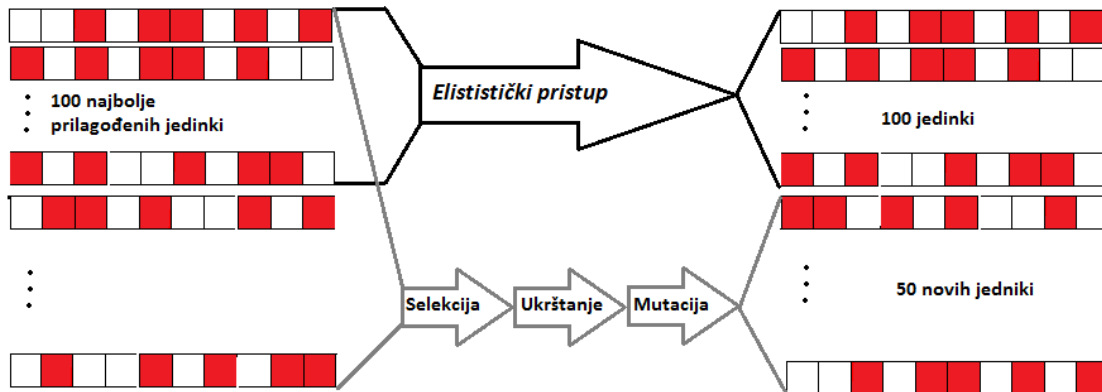 Elististički pristup
100 najbolje
prilagođenih jedinki
100 jedinki
Selekcija
Ukrštanje
Mutacija
50 novih jedniki